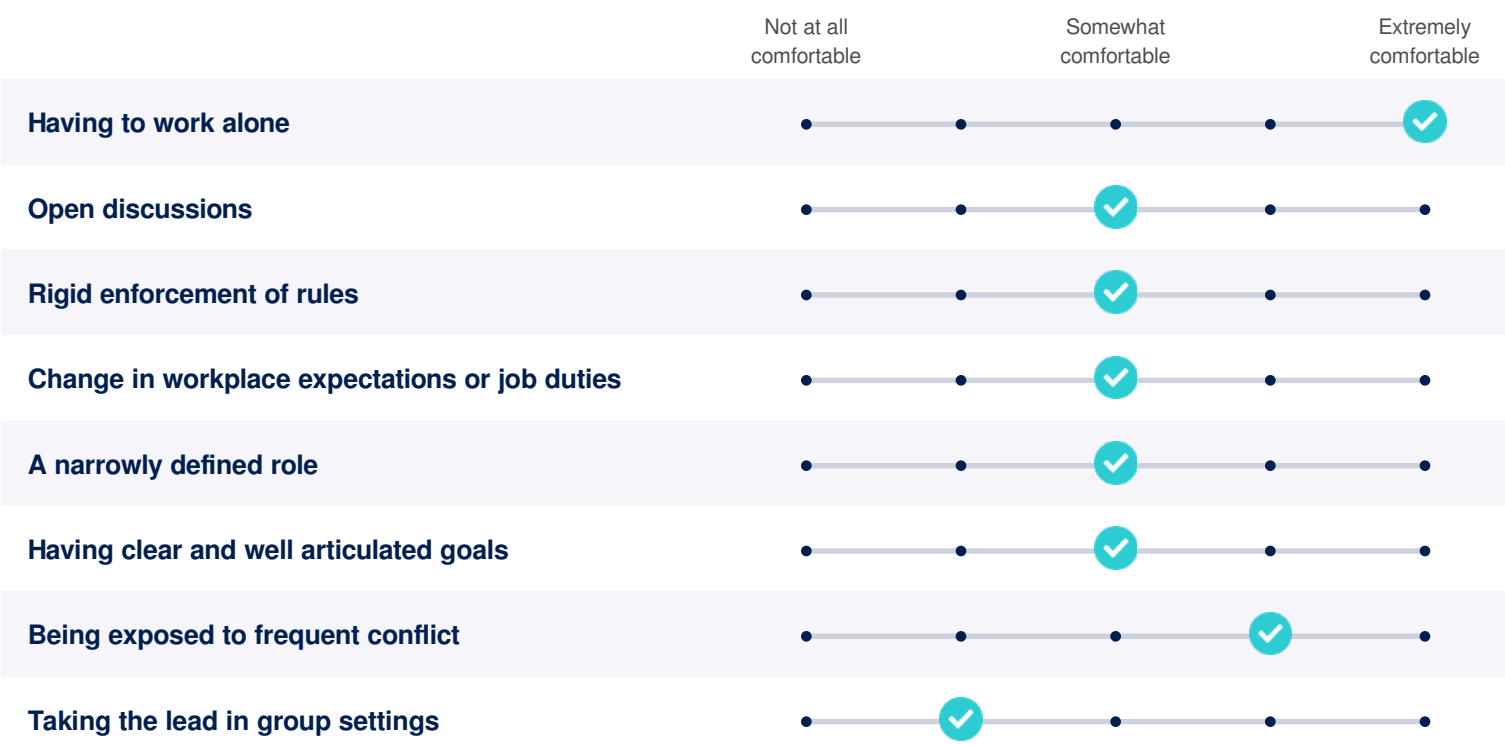 Not at all
comfortable
Somewhat
comfortable
Extremely
comfortable
Having to work alone
Open discussions
Rigid enforcement of rules
Change in workplace expectations or job duties
A narrowly defined role
Having clear and well articulated goals
Being exposed to frequent conflict
Taking the lead in group settings